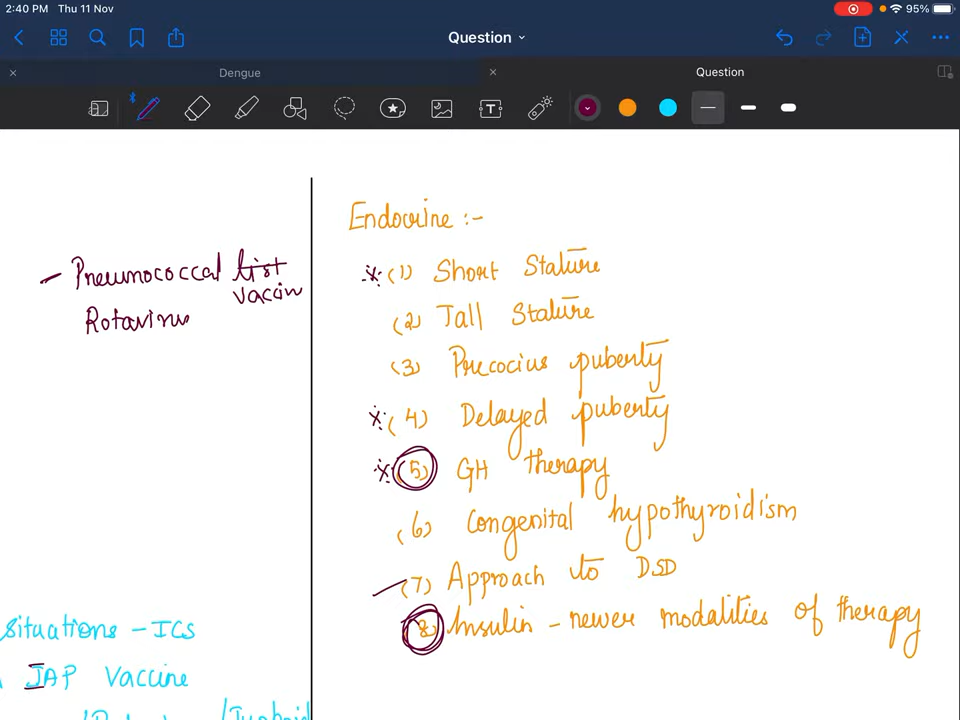 2:40 PM Thu 11 Nov
95%
Question
Dengue
Question
Pneumococcal list
vaccin
Rotavirus
Situations - ICs
IAP Vaccine
Endocrine :-
(1) Short Stature
(2) Tall Stature
(3) Precocius puberty
(4) Delayed puberty
(5) GH therapy
(6) Congenital hypothyroidism
(7) Approach to DSD
(8) Insulin - newer modalities of therapy